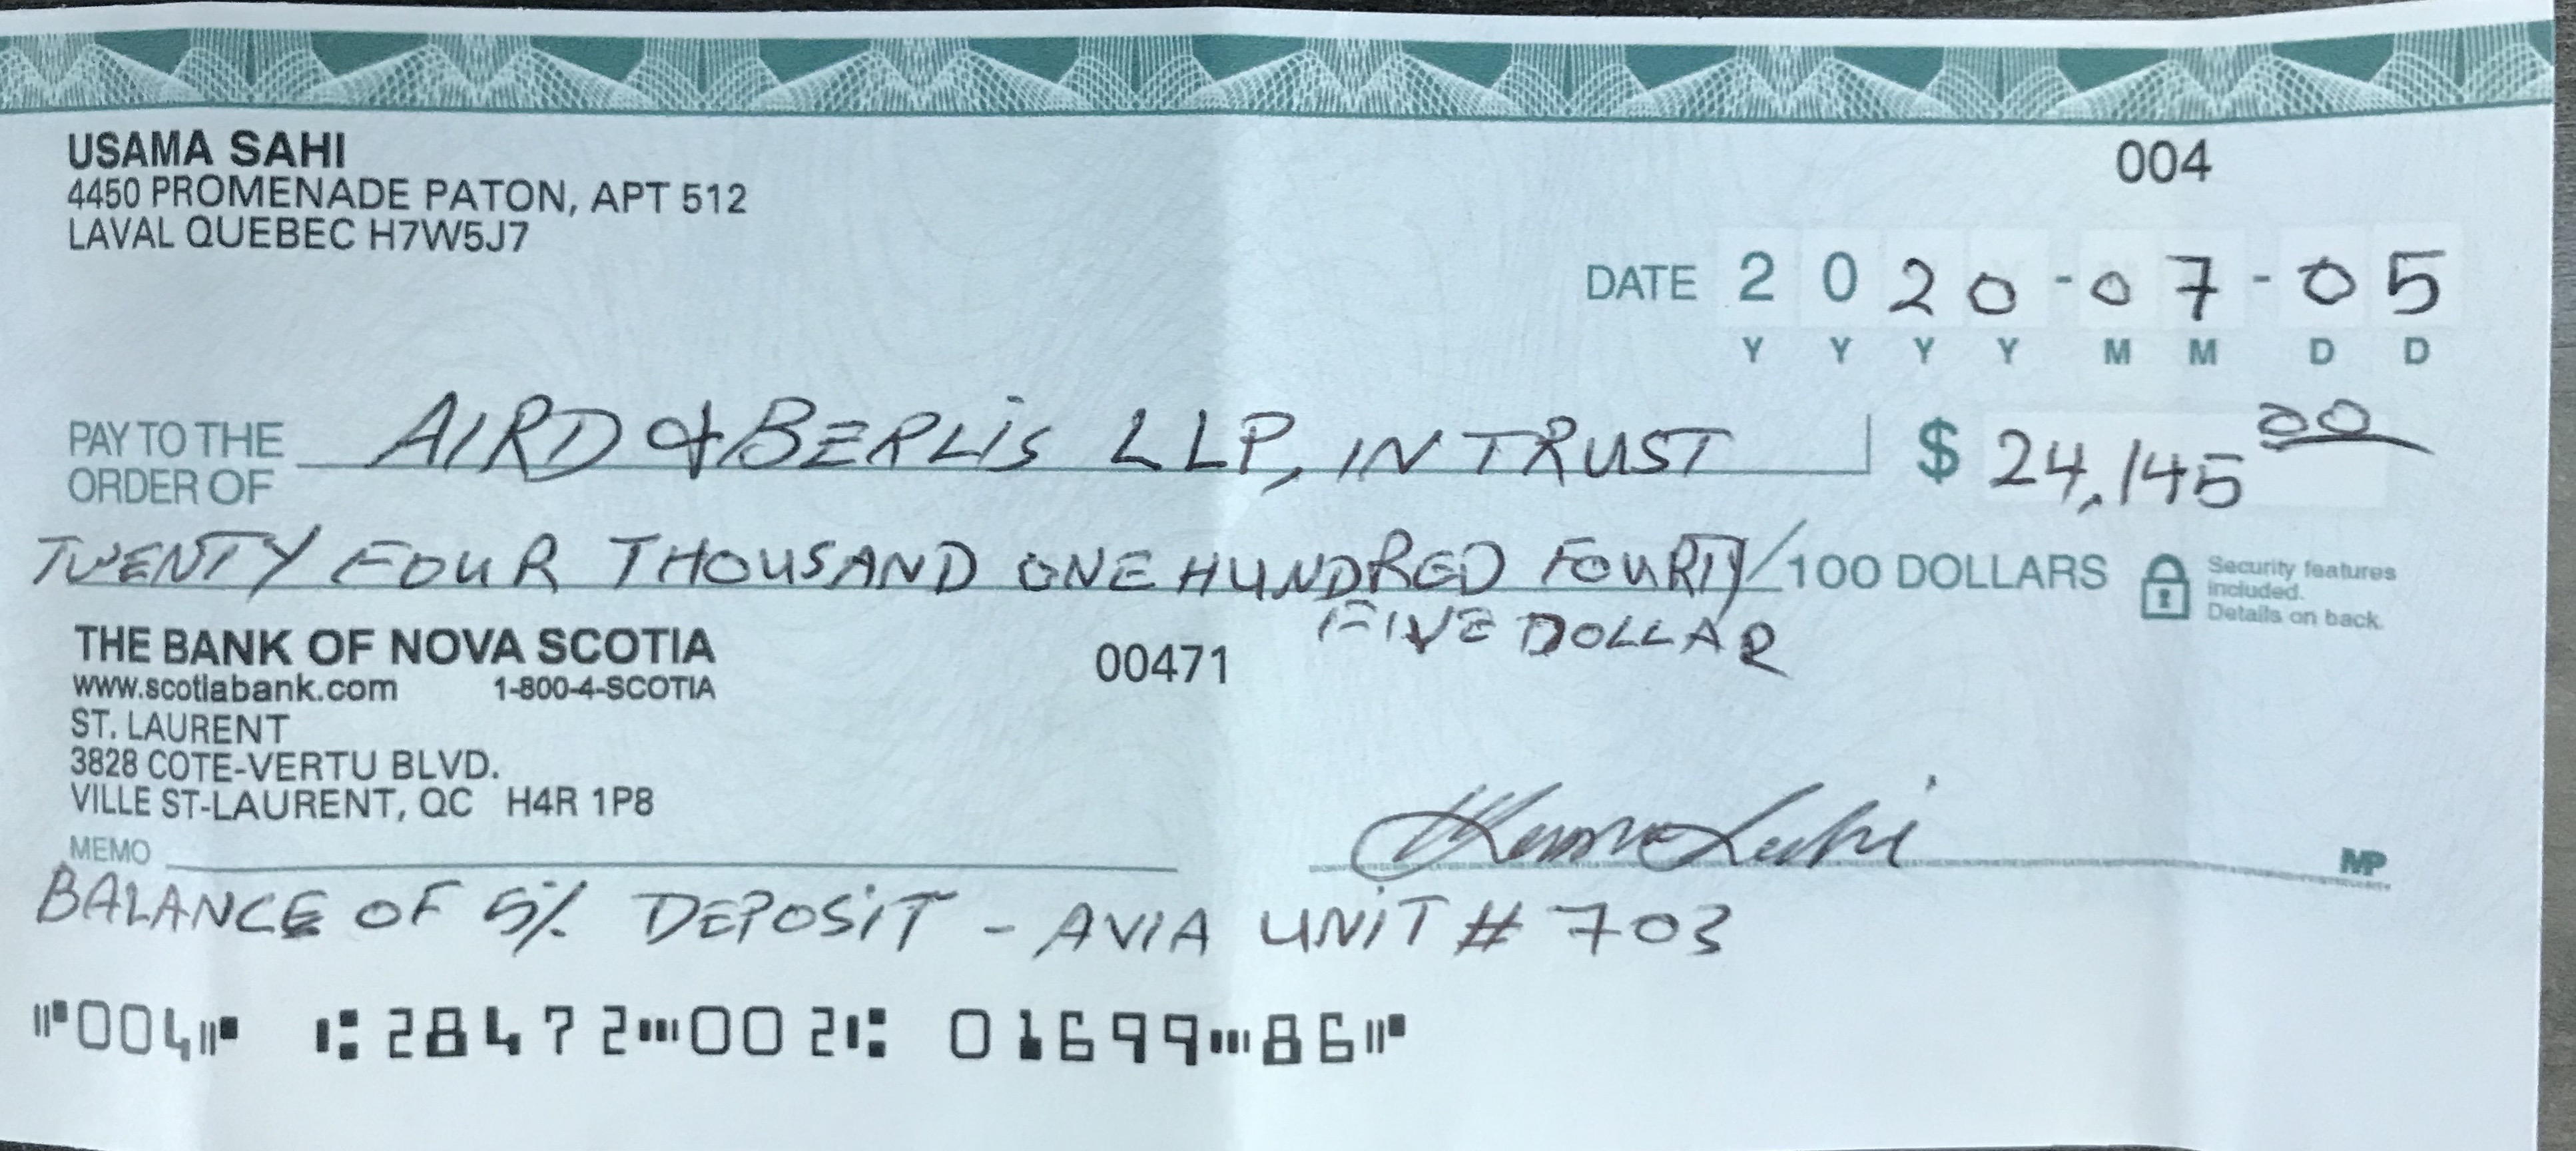 USAMA SAHI
4450 PROMENADE PATON, APT 512
LAVAL QUEBEC H7W5J7
004
DATE 2020-07-05
Y Y Y Y M M D D
PAY TO THE ORDER OF AIRD & BERLIS LLP, IN TRUST $ 24,145 00
TWENTY FOUR THOUSAND ONE HUNDRED FOURTY /100 DOLLARS
FIVE DOLLAR
Security features
included.
Details on back.
THE BANK OF NOVA SCOTIA
www.scotiabank.com 1-800-4-SCOTIA
00471
ST. LAURENT
3828 COTE-VERTU BLVD.
VILLE ST-LAURENT, QC H4R 1P8
MEMO
MP
BALANCE OF 5% DEPOSIT - AVIA UNIT # 703
⑈004⑈ ⑆28472⑉002⑆ 01699⑉86⑈